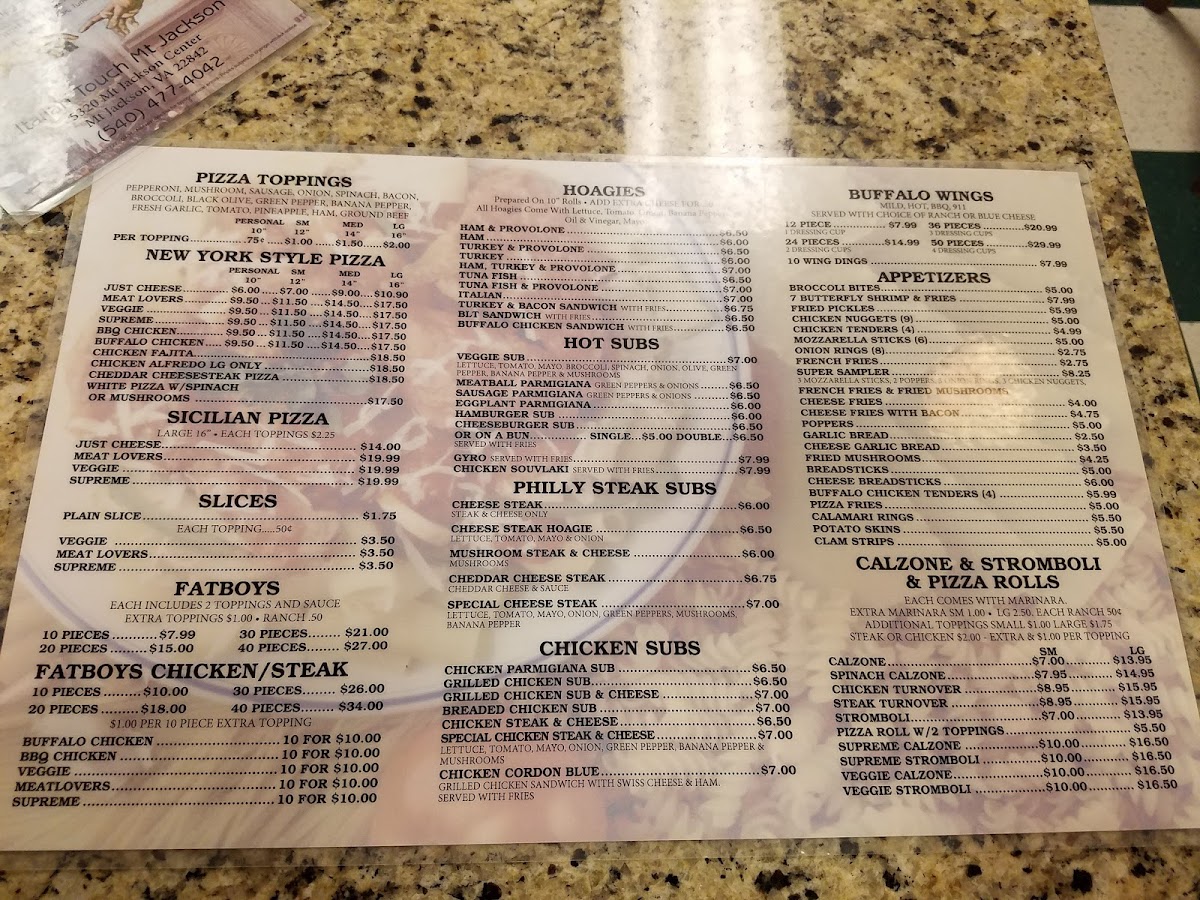 Touch Mt Jackson
5320 Mt Jackson Center
Mt Jackson, VA 22842
(540) 477-4042
PIZZA TOPPINGS
PEPPERONI, MUSHROOM, SAUSAGE, ONION, SPINACH, BACON,
BROCCOLI, BLACK OLIVE, GREEN PEPPER, BANANA PEPPER,
FRESH GARLIC, TOMATO, PINEAPPLE, HAM, GROUND BEEF
PERSONAL SM MED LG
10" 12" 14" 16"
PER TOPPING.......75¢...$1.00...$1.50...$2.00
NEW YORK STYLE PIZZA
PERSONAL SM MED LG
10" 12" 14" 16"
JUST CHEESE...$6.00...$7.00...$9.00...$10.90
MEAT LOVERS...$9.50...$11.50...$14.50...$17.50
VEGGIE...$9.50...$11.50...$14.50...$17.50
SUPREME...$9.50...$11.50...$14.50...$17.50
BBQ CHICKEN...$9.50...$11.50...$14.50...$17.50
BUFFALO CHICKEN...$9.50...$11.50...$14.50...$17.50
CHICKEN FAJITA...$18.50
CHICKEN ALFREDO LG ONLY...$18.50
CHEDDAR CHEESESTEAK PIZZA...$18.50
WHITE PIZZA W/SPINACH
OR MUSHROOMS...$17.50
SICILIAN PIZZA
LARGE 16" • EACH TOPPINGS $2.25
JUST CHEESE...$14.00
MEAT LOVERS...$19.99
VEGGIE...$19.99
SUPREME...$19.99
SLICES
PLAIN SLICE...$1.75
EACH TOPPING.....50¢
VEGGIE...$3.50
MEAT LOVERS...$3.50
SUPREME...$3.50
FATBOYS
EACH INCLUDES 2 TOPPINGS AND SAUCE
EXTRA TOPPINGS $1.00 • RANCH .50
10 PIECES...$7.99 30 PIECES...$21.00
20 PIECES...$15.00 40 PIECES...$27.00
FATBOYS CHICKEN/STEAK
10 PIECES...$10.00 30 PIECES...$26.00
20 PIECES...$18.00 40 PIECES...$34.00
$1.00 PER 10 PIECE EXTRA TOPPING
BUFFALO CHICKEN...10 FOR $10.00
BBQ CHICKEN...10 FOR $10.00
VEGGIE...10 FOR $10.00
MEATLOVERS...10 FOR $10.00
SUPREME...10 FOR $10.00
HOAGIES
Prepared On 10" Rolls • ADD EXTRA CHEESE FOR
All Hoagies Come With Lettuce, Tomato, Onion, Banana Peppers
Oil & Vinegar, Mayo
HAM & PROVOLONE...$6.50
HAM...$6.00
TURKEY & PROVOLONE...$6.50
TURKEY...$6.00
HAM, TURKEY & PROVOLONE...$7.00
TUNA FISH...$6.50
TUNA FISH & PROVOLONE...$7.00
ITALIAN...$7.00
TURKEY & BACON SANDWICH WITH FRIES...$6.75
BLT SANDWICH WITH FRIES...$6.50
BUFFALO CHICKEN SANDWICH WITH FRIES...$6.50
HOT SUBS
VEGGIE SUB...$7.00
LETTUCE, TOMATO, MAYO, BROCCOLI, SPINACH, ONION, OLIVE, GREEN
PEPPER, BANANA PEPPER & MUSHROOMS
MEATBALL PARMIGIANA GREEN PEPPERS & ONIONS...$6.50
SAUSAGE PARMIGIANA GREEN PEPPERS & ONIONS...$6.50
EGGPLANT PARMIGIANA...$6.00
HAMBURGER SUB...$6.00
CHEESEBURGER SUB...$6.50
OR ON A BUN...SINGLE...$5.00 DOUBLE...$6.50
SERVED WITH FRIES
GYRO SERVED WITH FRIES...$7.99
CHICKEN SOUVLAKI SERVED WITH FRIES...$7.99
PHILLY STEAK SUBS
CHEESE STEAK...$6.00
STEAK & CHEESE ONLY
CHEESE STEAK HOAGIE...$6.50
LETTUCE, TOMATO, MAYO & ONION
MUSHROOM STEAK & CHEESE...$6.00
MUSHROOMS
CHEDDAR CHEESE STEAK...$6.75
CHEDDAR CHEESE & SAUCE
SPECIAL CHEESE STEAK...$7.00
LETTUCE, TOMATO, MAYO, ONION, GREEN PEPPERS, MUSHROOMS,
BANANA PEPPER
CHICKEN SUBS
CHICKEN PARMIGIANA SUB...$6.50
GRILLED CHICKEN SUB...$6.50
GRILLED CHICKEN SUB & CHEESE...$7.00
BREADED CHICKEN SUB...$7.00
CHICKEN STEAK & CHEESE...$6.50
SPECIAL CHICKEN STEAK & CHEESE...$7.00
LETTUCE, TOMATO, MAYO, ONION, GREEN PEPPER, BANANA PEPPER &
MUSHROOMS
CHICKEN CORDON BLUE...$7.00
GRILLED CHICKEN SANDWICH WITH SWISS CHEESE & HAM.
SERVED WITH FRIES
BUFFALO WINGS
MILD, HOT, BBQ, 911
SERVED WITH CHOICE OF RANCH OR BLUE CHEESE
12 PIECE...$7.99 36 PIECES...$20.99
1 DRESSING CUP 3 DRESSING CUPS
24 PIECES...$14.99 50 PIECES...$29.99
2 DRESSING CUPS 4 DRESSING CUPS
10 WING DINGS...$7.99
APPETIZERS
BROCCOLI BITES...$5.00
7 BUTTERFLY SHRIMP & FRIES...$7.99
FRIED PICKLES...$5.99
CHICKEN NUGGETS (9)...$5.00
CHICKEN TENDERS (4)...$4.99
MOZZARELLA STICKS (6)...$5.00
ONION RINGS (8)...$2.75
FRENCH FRIES...$2.75
SUPER SAMPLER...$8.25
3 MOZZARELLA STICKS, 2 POPPERS, 3 ONION RINGS, 3 CHICKEN NUGGETS,
FRENCH FRIES & FRIED MUSHROOMS
CHEESE FRIES...$4.00
CHEESE FRIES WITH BACON...$4.75
POPPERS...$5.00
GARLIC BREAD...$2.50
CHEESE GARLIC BREAD...$3.50
FRIED MUSHROOMS...$4.25
BREADSTICKS...$5.00
CHEESE BREADSTICKS...$6.00
BUFFALO CHICKEN TENDERS (4)...$5.99
PIZZA FRIES...$5.00
CALAMARI RINGS...$5.50
POTATO SKINS...$5.50
CLAM STRIPS...$5.00
CALZONE & STROMBOLI
& PIZZA ROLLS
EACH COMES WITH MARINARA.
EXTRA MARINARA SM 1.00 • LG 2.50. EACH RANCH 50¢
ADDITIONAL TOPPINGS SMALL $1.00 LARGE $1.75
STEAK OR CHICKEN $2.00 - EXTRA & $1.00 PER TOPPING
SM LG
CALZONE...$7.00...$13.95
SPINACH CALZONE...$7.95...$14.95
CHICKEN TURNOVER...$8.95...$15.95
STEAK TURNOVER...$8.95...$15.95
STROMBOLI...$7.00...$13.95
PIZZA ROLL W/2 TOPPINGS...$5.50
SUPREME CALZONE...$10.00...$16.50
SUPREME STROMBOLI...$10.00...$16.50
VEGGIE CALZONE...$10.00...$16.50
VEGGIE STROMBOLI...$10.00...$16.50